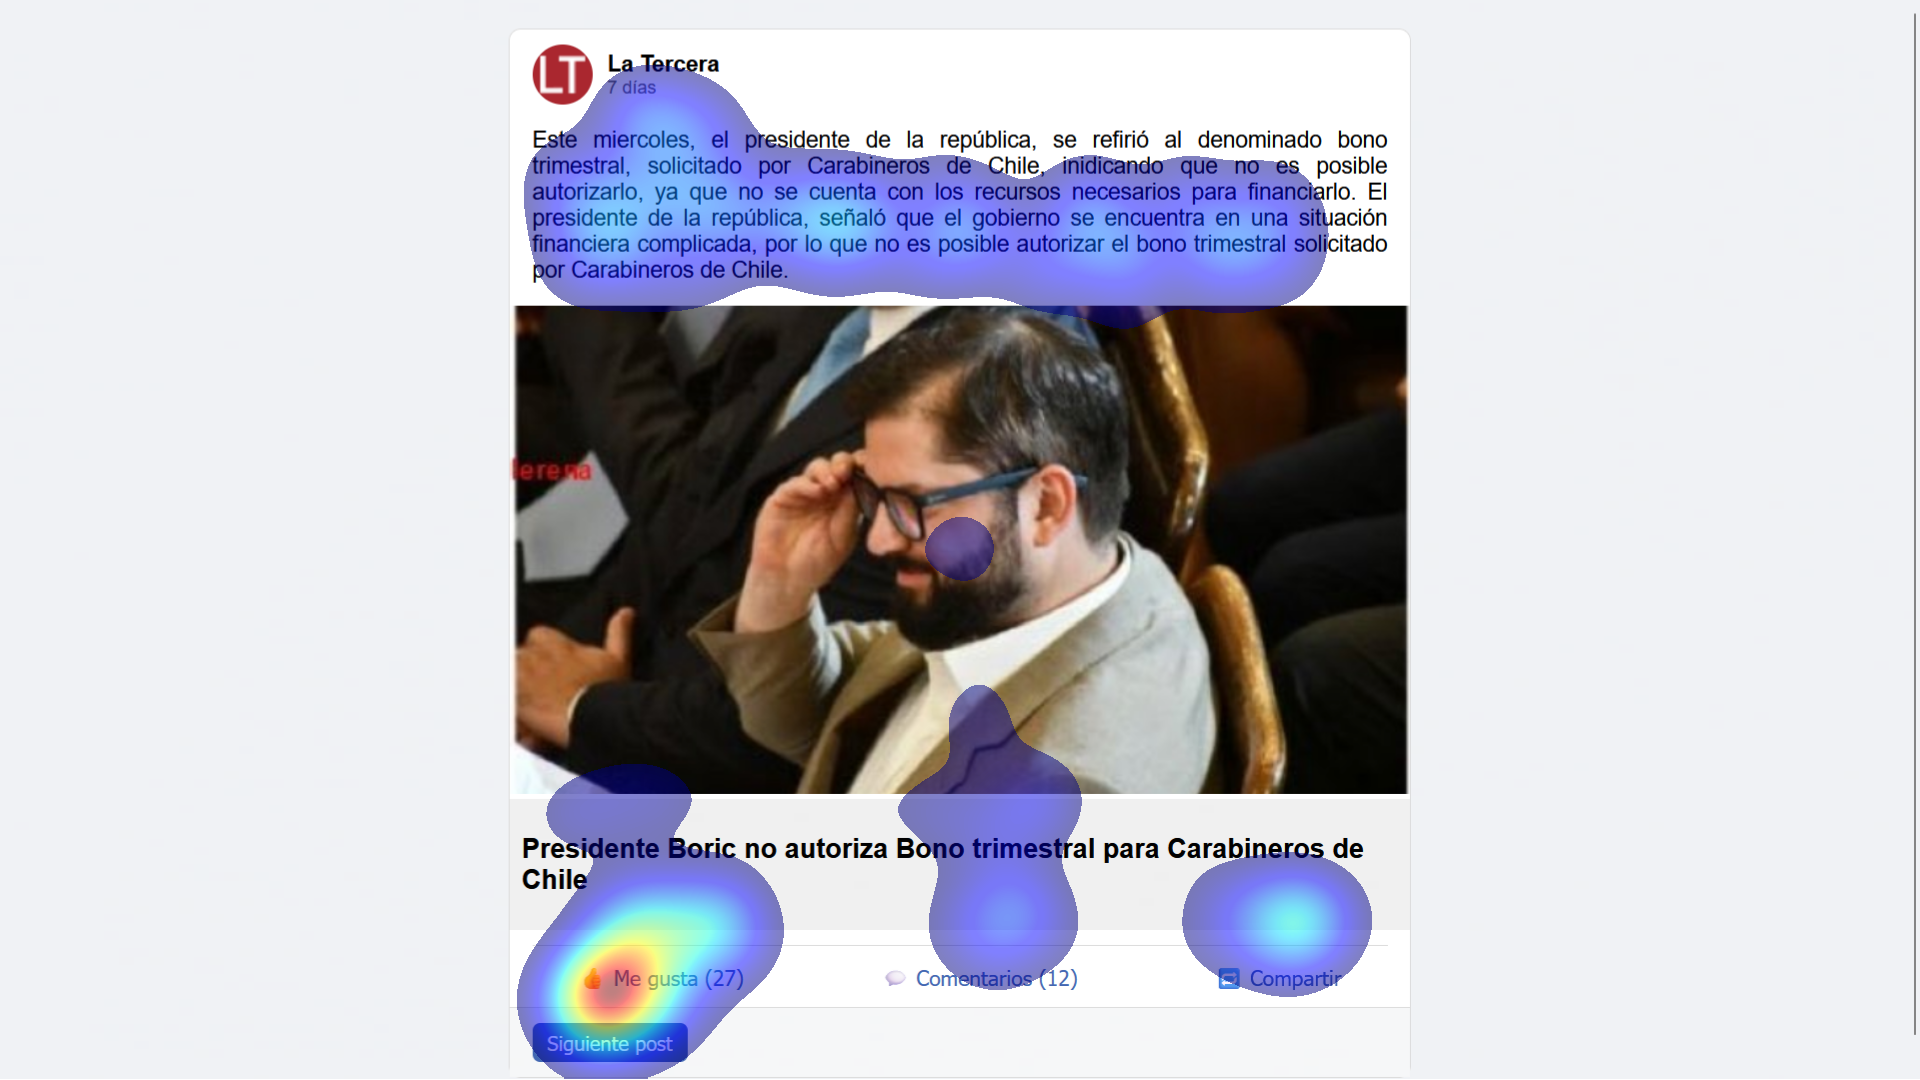 LT
La Tercera
7 días
Este miercoles, el presidente de la república, se refirió al denominado bono
trimestral, solicitado por Carabineros de Chile, inidicando que no es posible
autorizarlo, ya que no se cuenta con los recursos necesarios para financiarlo. El
presidente de la república, señaló que el gobierno se encuentra en una situación
financiera complicada, por lo que no es posible autorizar el bono trimestral solicitado
por Carabineros de Chile.
Presidente Boric no autoriza Bono trimestral para Carabineros de
Chile
Me gusta (27)
Comentarios (12)
Compartir
Siguiente post